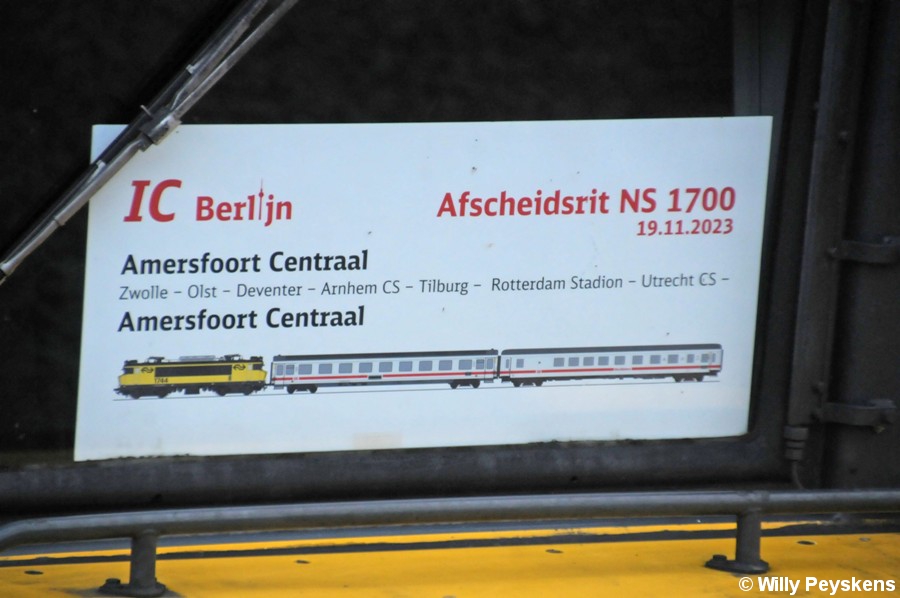 IC Berlijn
Afscheidsrit NS 1700
19.11.2023
Amersfoort Centraal
Zwolle – Olst – Deventer – Arnhem CS – Tilburg – Rotterdam Stadion – Utrecht CS –
Amersfoort Centraal
1744
© Willy Peyskens